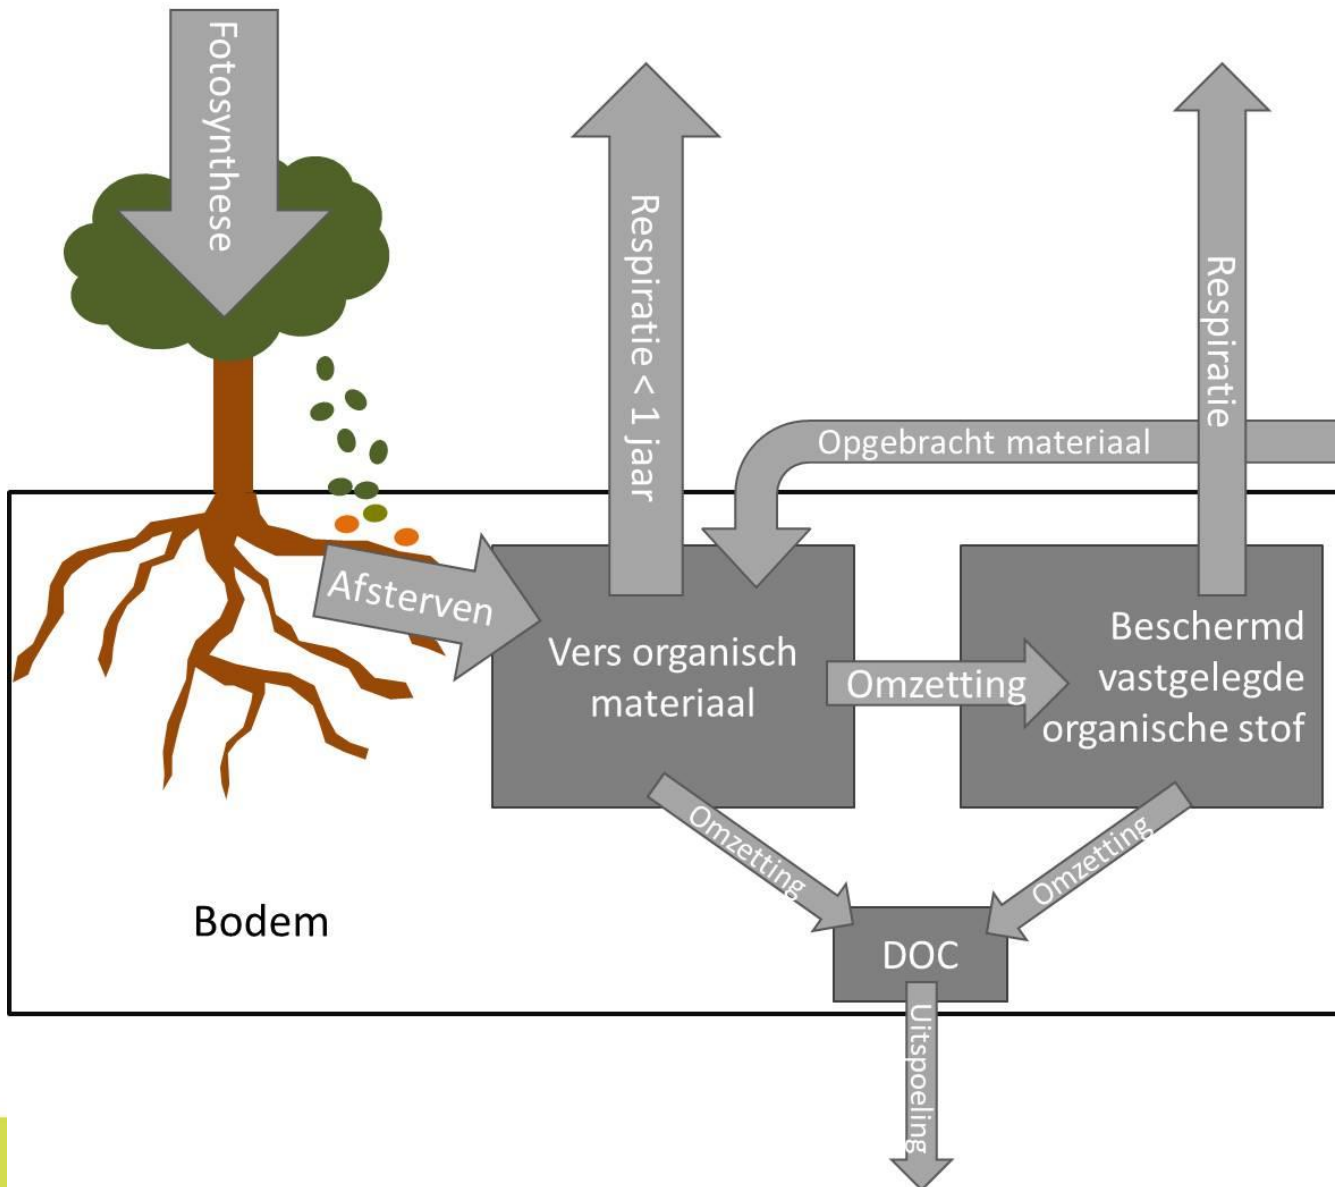 Fotosynthese
Respiratie < 1 jaar
Respiratie
Opgebracht materiaal
Afsterven
Vers organisch
materiaal
Omzetting
Beschermd
vastgelegde
organische stof
Omzetting
Omzetting
Bodem
DOC
Uitspoeling